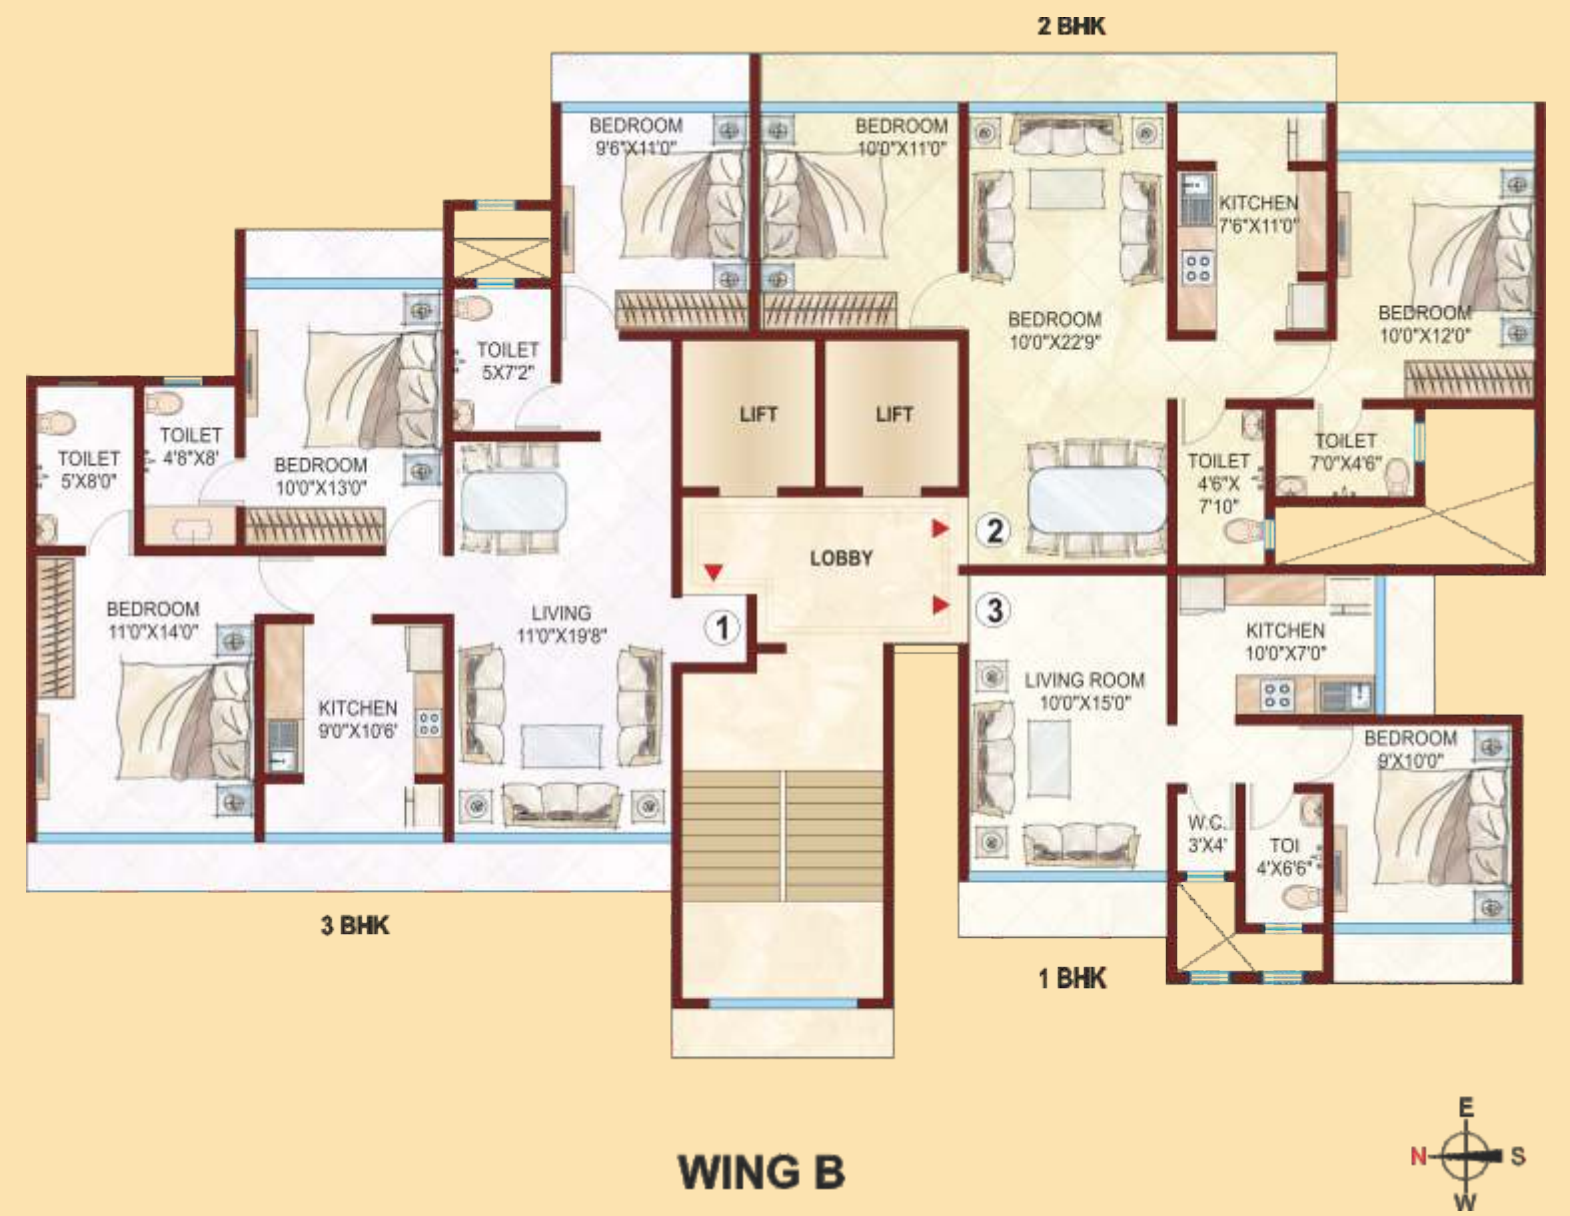 2 BHK
BEDROOM
9'6"X11'0"
BEDROOM
10'0"X11'0"
KITCHEN
7'6"X11'0"
BEDROOM
10'0"X22'9"
BEDROOM
10'0"X12'0"
TOILET
5X7'2"
LIFT
LIFT
TOILET
4'8"X8'
TOILET
5'X8'0"
BEDROOM
10'0"X13'0"
TOILET
7'0"X4'6"
TOILET
4'6"X
7'10"
2
LOBBY
BEDROOM
11'0"X14'0"
LIVING
11'0"X19'8"
1
3
KITCHEN
10'0"X7'0"
LIVING ROOM
10'0"X15'0"
KITCHEN
9'0"X10'6'
BEDROOM
9'X10'0"
W.C.
3'X4'
TOI
4'X6'6"
3 BHK
1 BHK
WING B
E
N
S
W